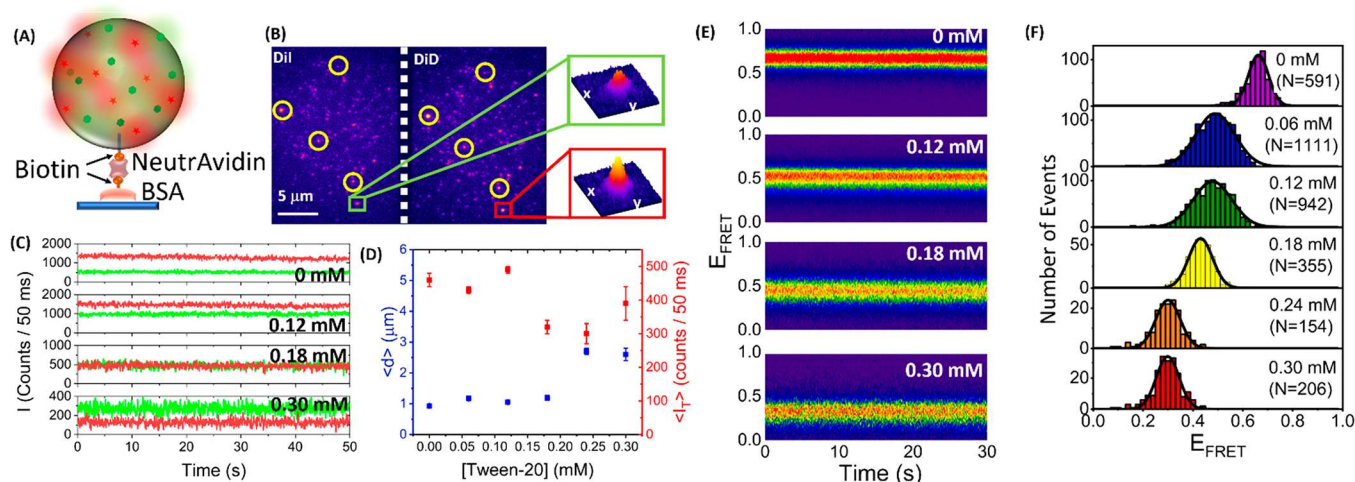 (A)
Biotin
NeutrAvidin
BSA
(B)
DiI
DiD
5 μm
x
y
x
y
(C)
2000
1000
0
0 mM
2000
1000
0
0.12 mM
1000
500
0
0.18 mM
400
200
0
0.30 mM
I (Counts / 50 ms)
0
10
20
30
40
50
Time (s)
(D)
6
5
4
3
2
1
0
<d> (μm)
500
400
300
200
100
0
<I_T> (counts / 50 ms)
0.00
0.05
0.10
0.15
0.20
0.25
0.30
[Tween-20] (mM)
(E)
1.0
0.5
0.0
0 mM
1.0
0.5
0.0
0.12 mM
1.0
0.5
0.0
0.18 mM
1.0
0.5
0.0
0.30 mM
E_FRET
0
10
20
30
Time (s)
(F)
100
0
0 mM
(N=591)
100
0
0.06 mM
(N=1111)
100
0
0.12 mM
(N=942)
50
0
0.18 mM
(N=355)
20
0
0.24 mM
(N=154)
20
0
0.30 mM
(N=206)
Number of Events
0.0
0.2
0.4
0.6
0.8
1.0
E_FRET